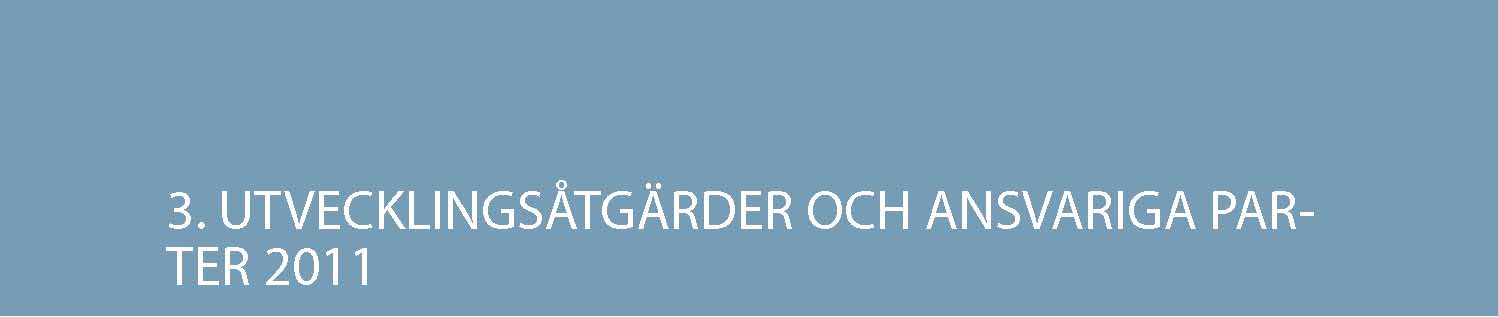 3. UTVECKLINGSÅTGÄRDER OCH ANSVARIGA PAR-
TER 2011